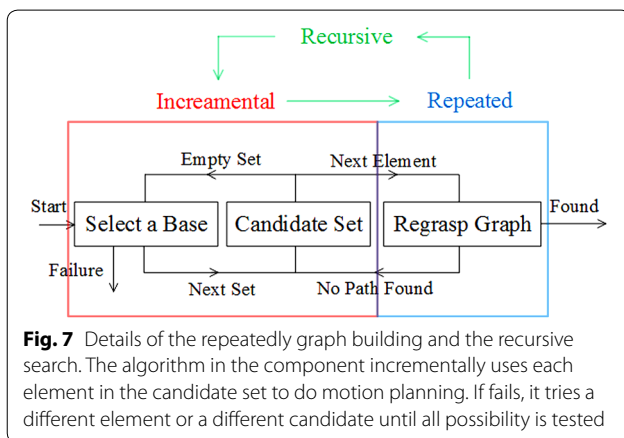 Recursive
Increamental
Repeated
Empty Set
Next Element
Start
Select a Base
Candidate Set
Regrasp Graph
Found
Failure
Next Set
No Path Found
Fig. 7 Details of the repeatedly graph building and the recursive
search. The algorithm in the component incrementally uses each
element in the candidate set to do motion planning. If fails, it tries a
different element or a different candidate until all possibility is tested